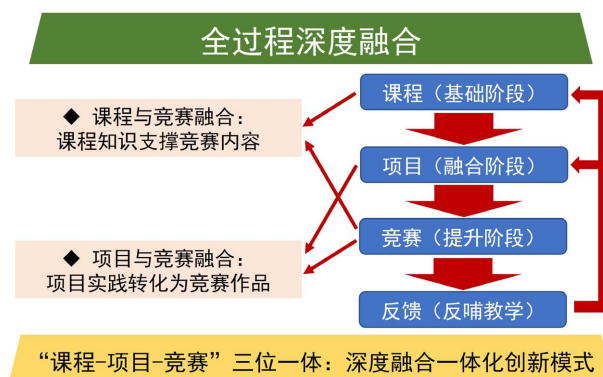 全过程深度融合
课程（基础阶段）
◆ 课程与竞赛融合：
课程知识支撑竞赛内容
项目（融合阶段）
竞赛（提升阶段）
◆ 项目与竞赛融合：
项目实践转化为竞赛作品
反馈（反哺教学）
“课程-项目-竞赛”三位一体：深度融合一体化创新模式